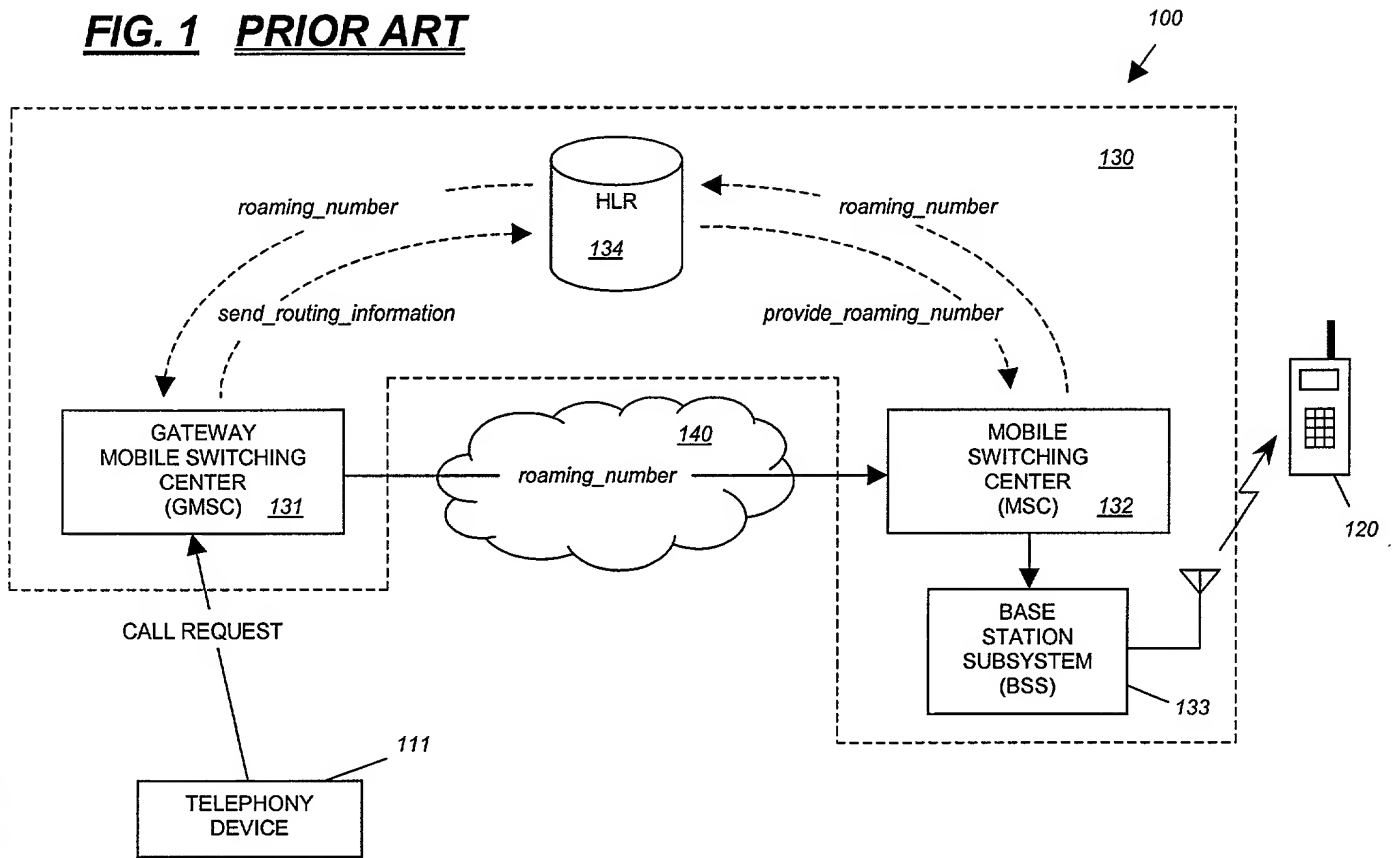 FIG. 1 PRIOR ART
100
130
HLR
134
roaming_number
roaming_number
send_routing_information
provide_roaming_number
GATEWAY
MOBILE SWITCHING
CENTER
(GMSC) 131
140
roaming_number
MOBILE
SWITCHING
CENTER
(MSC) 132
120
CALL REQUEST
BASE
STATION
SUBSYSTEM
(BSS)
133
111
TELEPHONY
DEVICE